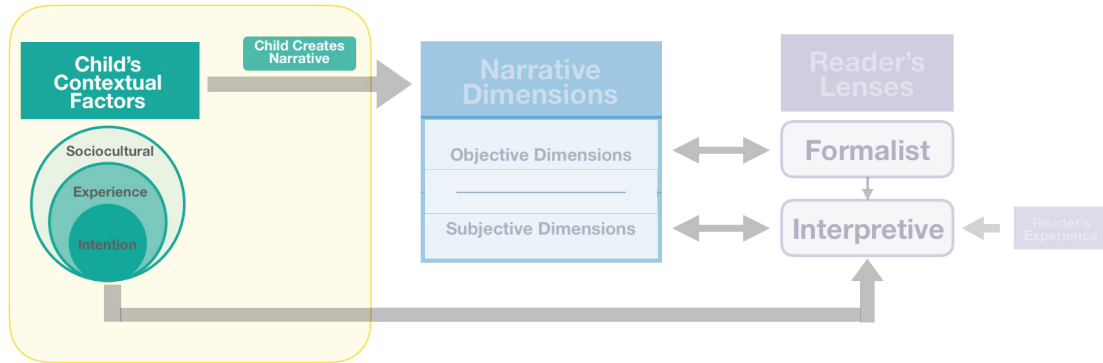 Child's
Contextual
Factors
Child Creates
Narrative
Sociocultural
Experience
Intention
Narrative
Dimensions
Objective Dimensions
Subjective Dimensions
Reader's
Lenses
Formalist
Interpretive
Reader's
Experience